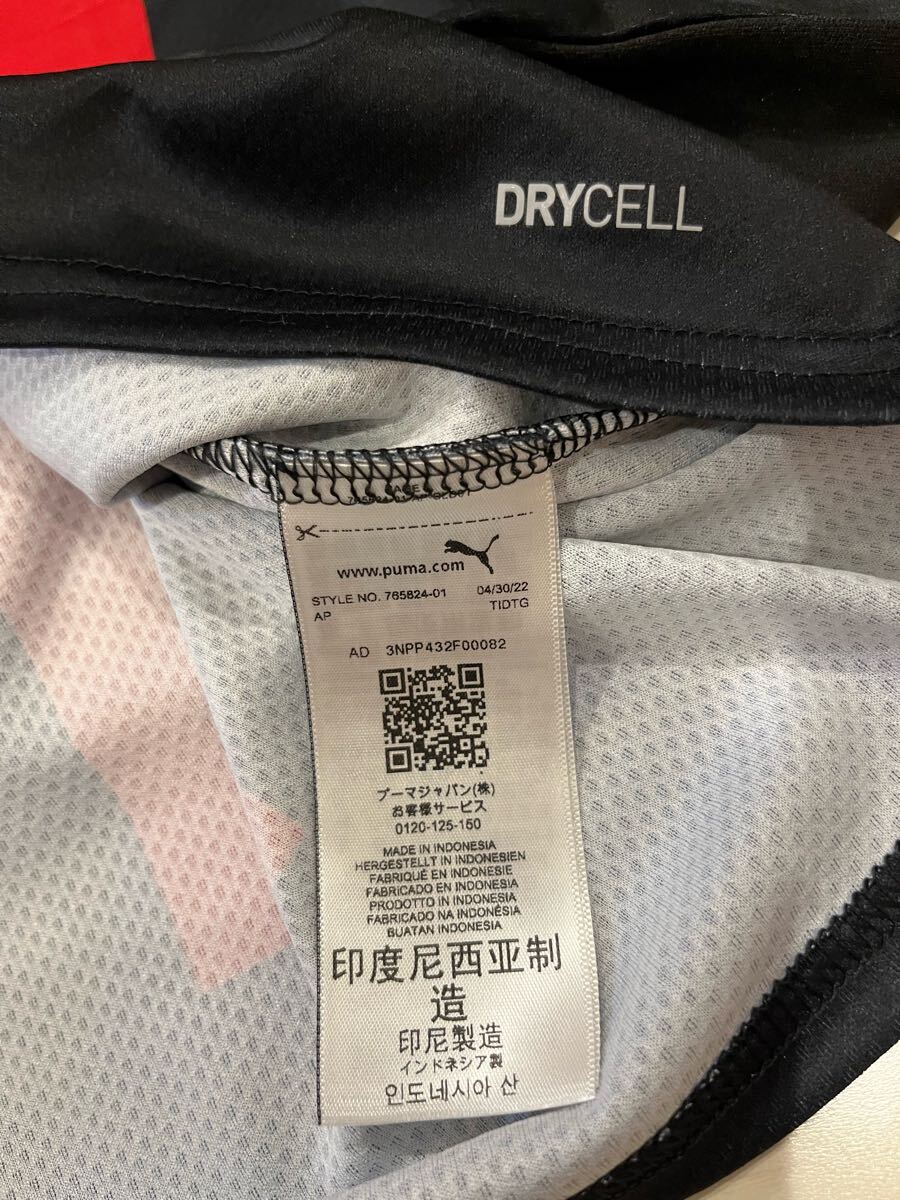 DRYCELL
www.puma.com
STYLE NO. 765824-01 04/30/22
AP TIDTG
AD 3NPP432F00082
プーマジャパン(株)
お客様サービス
0120-125-150
MADE IN INDONESIA
HERGESTELLT IN INDONESIEN
FABRIQUÉ EN INDONESIE
FABRICADO EN INDONESIA
PRODOTTO IN INDONESIA
FABRICADO NA INDONÉSIA
BUATAN INDONESIA
印度尼西亚制
造
印尼製造
インドネシア製
인도네시아 산